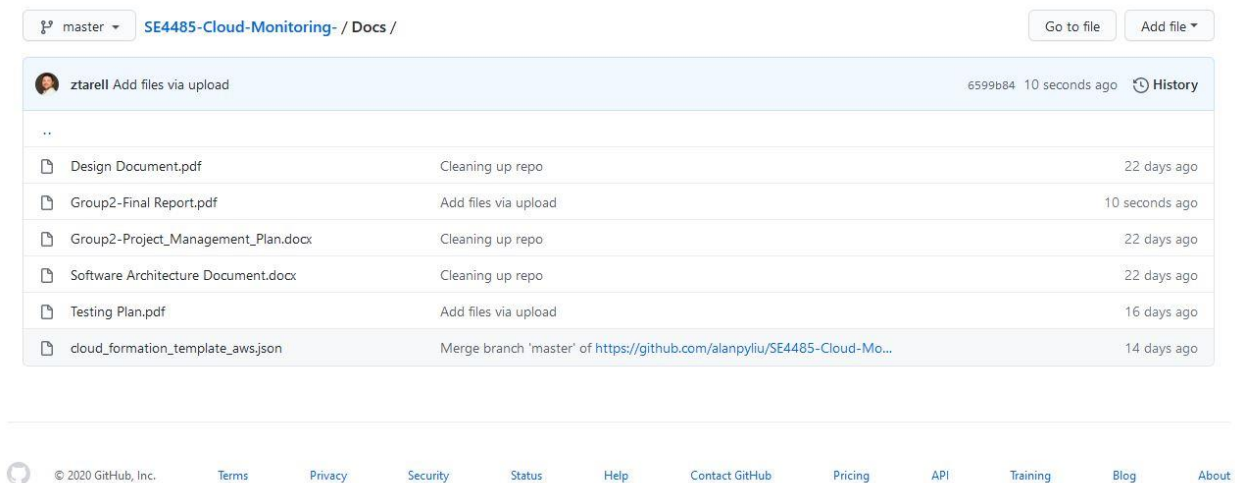 master SE4485-Cloud-Monitoring- / Docs / Go to file Add file
ztarell Add files via upload 6599b84 10 seconds ago History
..
Design Document.pdf Cleaning up repo 22 days ago
Group2-Final Report.pdf Add files via upload 10 seconds ago
Group2-Project_Management_Plan.docx Cleaning up repo 22 days ago
Software Architecture Document.docx Cleaning up repo 22 days ago
Testing Plan.pdf Add files via upload 16 days ago
cloud_formation_template_aws.json Merge branch 'master' of https://github.com/alanpyliu/SE4485-Cloud-Mo... 14 days ago
© 2020 GitHub, Inc. Terms Privacy Security Status Help Contact GitHub Pricing API Training Blog About